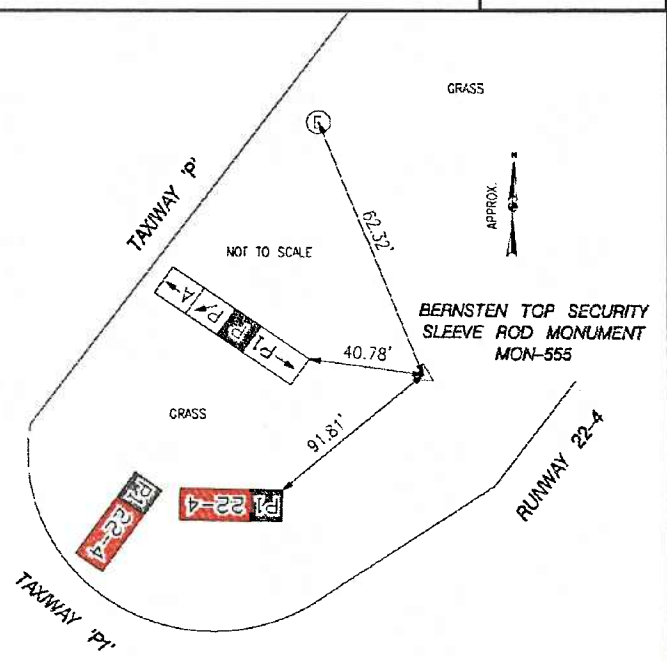 GRASS
E
TAXIWAY 'P'
62.32'
N
APPROX.
NOT TO SCALE
A P P P1
BERNSTEN TOP SECURITY
SLEEVE ROD MONUMENT
MON-555
40.78'
GRASS
91.81'
RUNWAY 22-4
P1 22-4
22-4 P1
TAXIWAY 'P1'